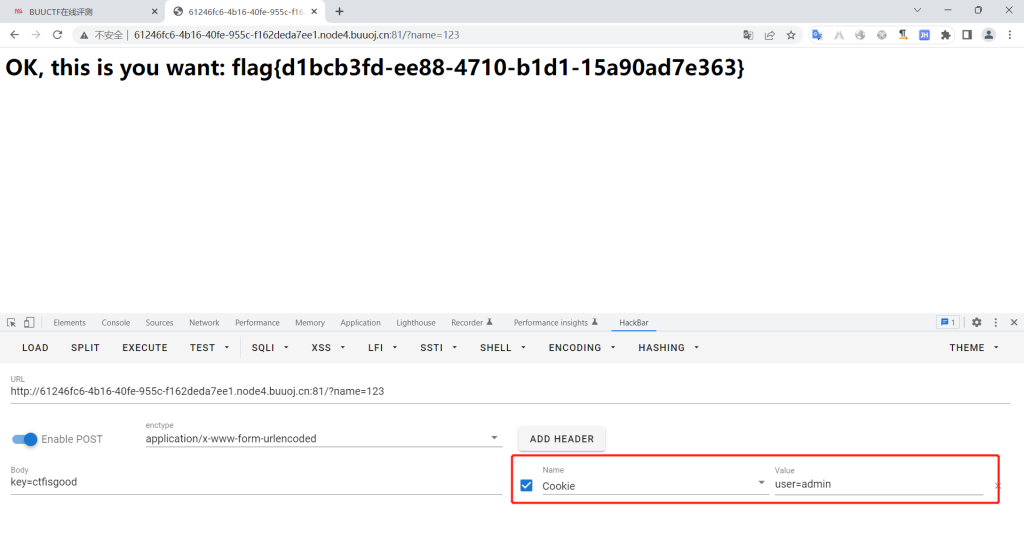 BUUCTF在线评测
61246fc6-4b16-40fe-955c-f16
不安全 | 61246fc6-4b16-40fe-955c-f162deda7ee1.node4.buuoj.cn:81/?name=123
OK, this is you want: flag{d1bcb3fd-ee88-4710-b1d1-15a90ad7e363}
Elements Console Sources Network Performance Memory Application Lighthouse Recorder Performance insights HackBar 1
LOAD SPLIT EXECUTE TEST SQLI XSS LFI SSTI SHELL ENCODING HASHING THEME
URL
http://61246fc6-4b16-40fe-955c-f162deda7ee1.node4.buuoj.cn:81/?name=123
Enable POST
enctype
application/x-www-form-urlencoded
ADD HEADER
Body
key=ctfisgood
Name
Cookie
Value
user=admin